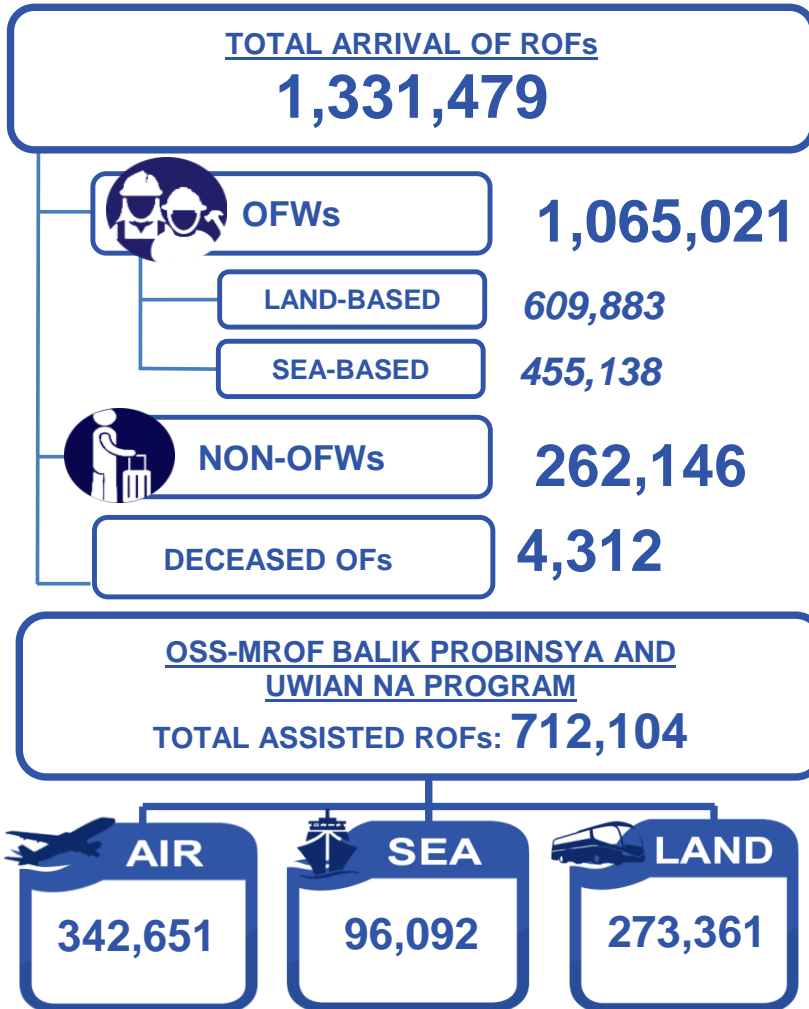 TOTAL ARRIVAL OF ROFs
1,331,479
OFWs 1,065,021
LAND-BASED 609,883
SEA-BASED 455,138
NON-OFWs 262,146
DECEASED OFs 4,312
OSS-MROF BALIK PROBINSYA AND
UWIAN NA PROGRAM
TOTAL ASSISTED ROFs: 712,104
AIR SEA LAND
342,651 96,092 273,361